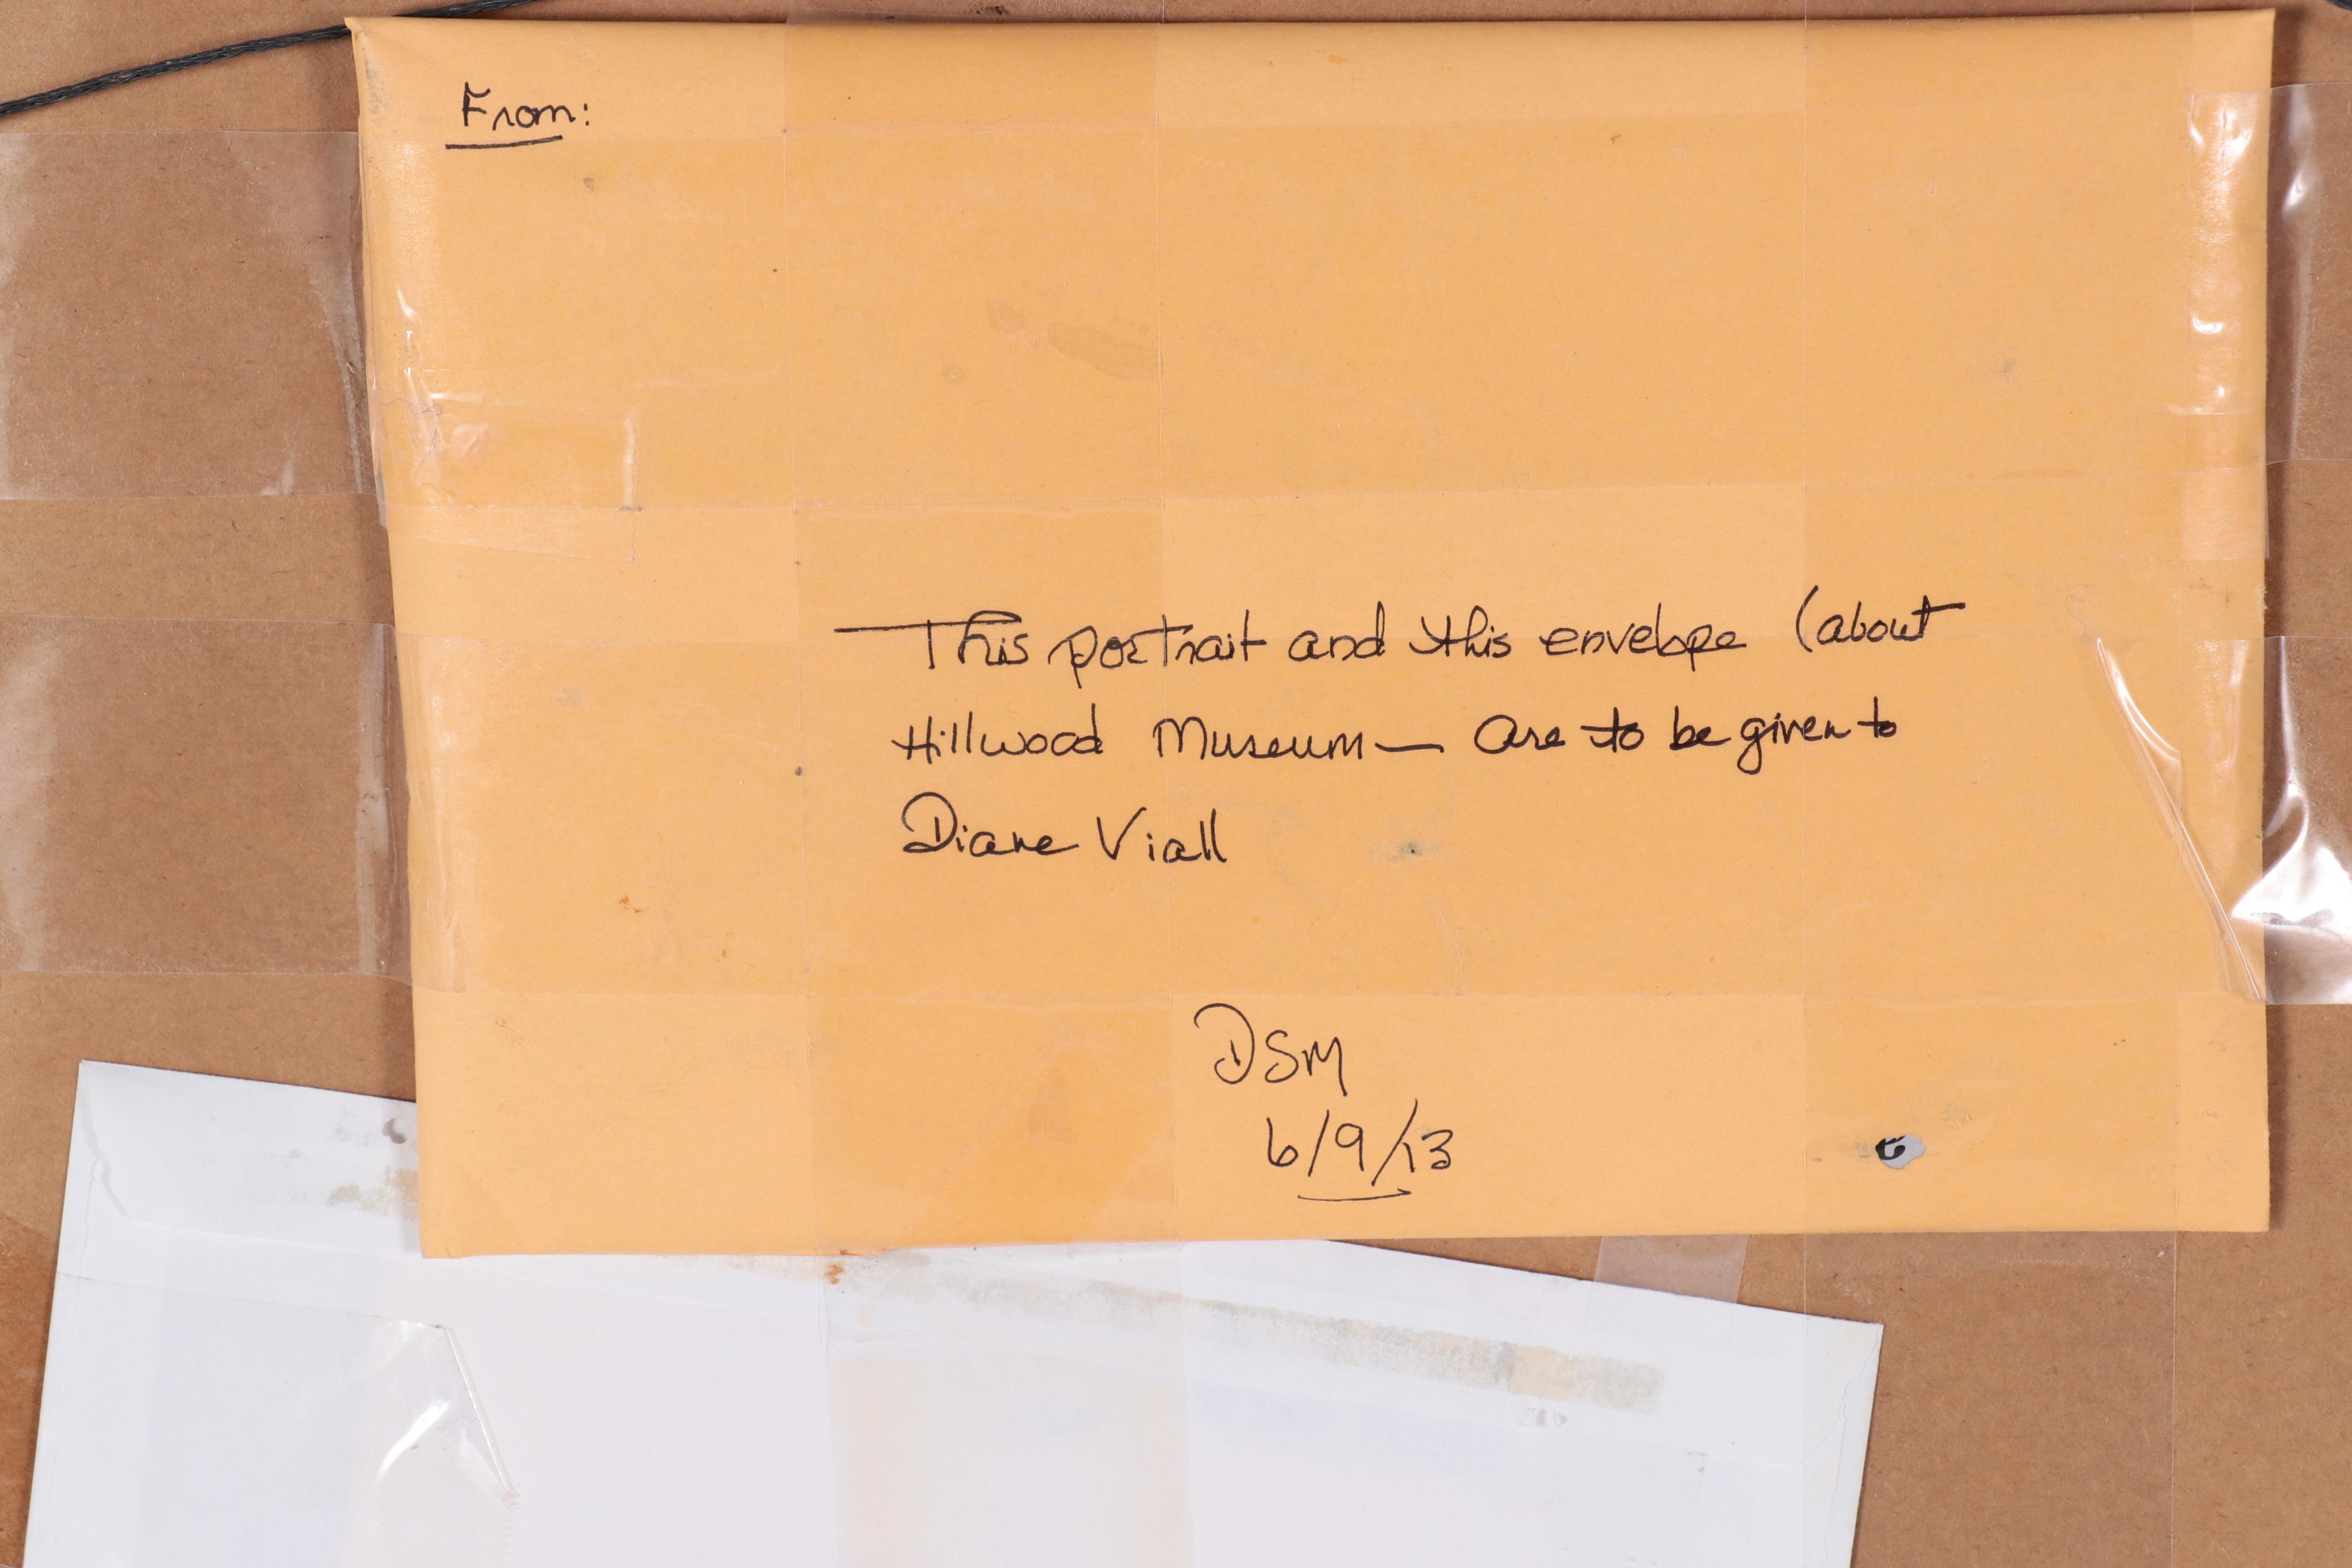 From:
This portrait and this envelope (about
Hillwood Museum — are to be given to
Diane Viall
DSM
6/9/13